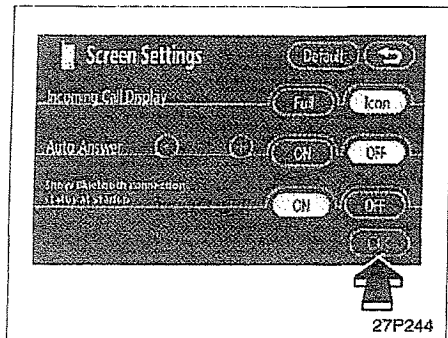 Screen Settings Default
Incoming Call Display Full Icon
Auto Answer - + ON OFF
Show Bluetooth connection
status at startup ON OFF
OK
27P244